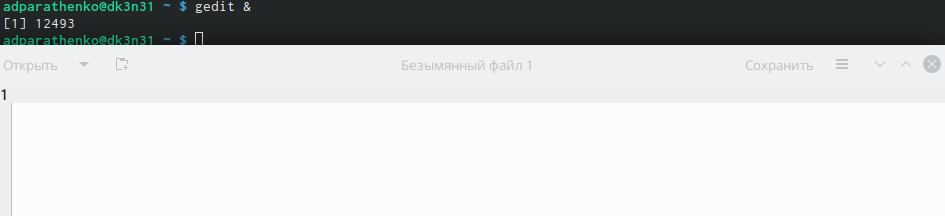 adparathenko@dk3n31 ~ $ gedit &
[1] 12493
adparathenko@dk3n31 ~ $
Открыть Безымянный файл 1 Сохранить
1